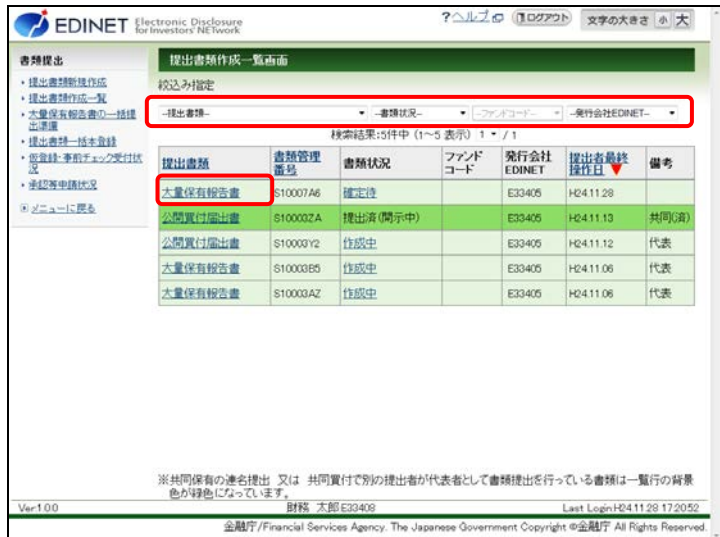 EDINET Electronic Disclosure for Investors' NETwork
?ヘルプ ログアウト 文字の大きさ 小 大
書類提出
・提出書類新規作成
・提出書類作成一覧
・大量保有報告書の一括提出準備
・提出書類一括本登録
・仮登録・事前チェック受付状況
・承認等申請状況
メニューに戻る
提出書類作成一覧画面
絞込み指定
--提出書類-- --書類状況-- --ファンドコード-- --発行会社EDINET--
検索結果:5件中 (1~5 表示) 1 / 1
提出書類 書類管理番号 書類状況 ファンドコード 発行会社EDINET 提出者最終操作日▼ 備考
大量保有報告書 S10007A6 確定待 E33405 H24.11.28
公開買付届出書 S10003ZA 提出済(開示中) E33405 H24.11.13 共同(済)
公開買付届出書 S10003Y2 作成中 E33405 H24.11.12 代表
大量保有報告書 S10003B5 作成中 E33405 H24.11.06 代表
大量保有報告書 S10003AZ 作成中 E33405 H24.11.06 代表
※共同保有の連名提出 又は 共同買付で別の提出者が代表者として書類提出を行っている書類は一覧行の背景
色が緑色になっています。
Ver1.0.0 財務 太郎 E33408 Last Login:H24.11.28 17:20:52
金融庁/Financial Services Agency. The Japanese Government Copyright ©金融庁 All Rights Reserved.